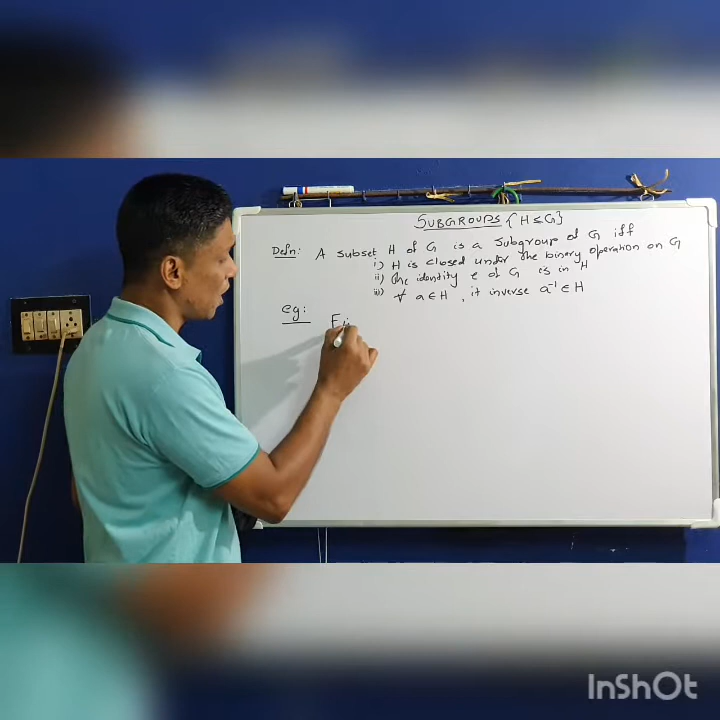 SUBGROUPS {H ≤ G}
Defn: A subset H of G is a subgroup of G iff
i) H is closed under the binary operation on G
ii) The identity e of G is in H
iii) ∀ a ∈ H, it inverse a⁻¹ ∈ H
eg: Fi
InShOt